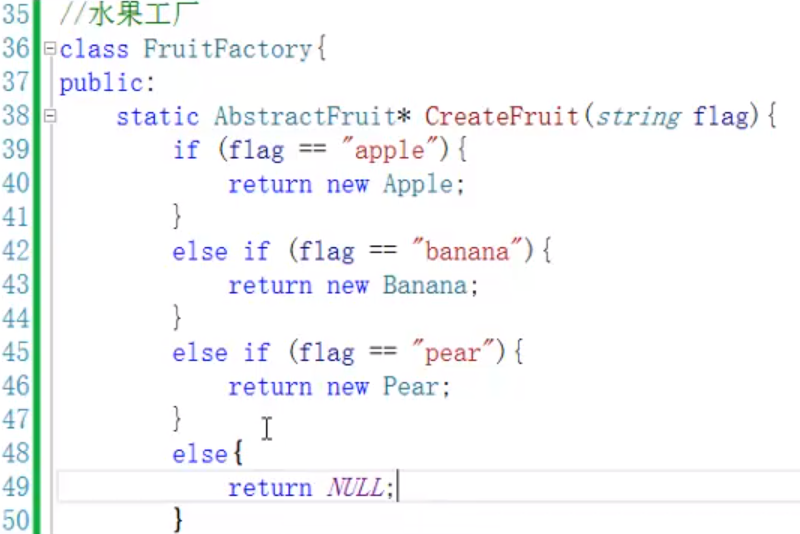 35 //水果工厂
36 class FruitFactory{
37 public:
38 static AbstractFruit* CreateFruit(string flag){
39 if (flag == "apple"){
40 return new Apple;
41 }
42 else if (flag == "banana"){
43 return new Banana;
44 }
45 else if (flag == "pear"){
46 return new Pear;
47 }
48 else{
49 return NULL;
50 }